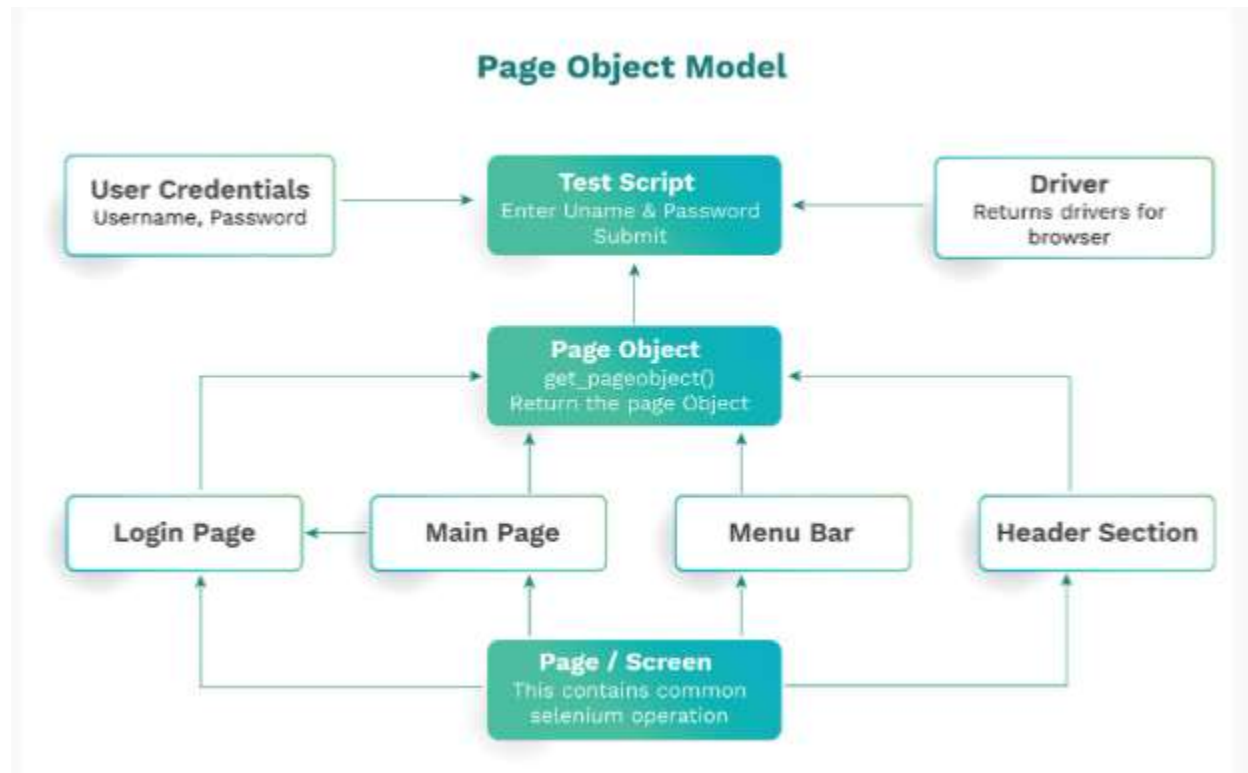 Page Object Model
User Credentials
Username, Password
Test Script
Enter Uname & Password
Submit
Driver
Returns drivers for
browser
Page Object
get_pageobject()
Return the page Object
Login Page
Main Page
Menu Bar
Header Section
Page / Screen
This contains common
selenium operation